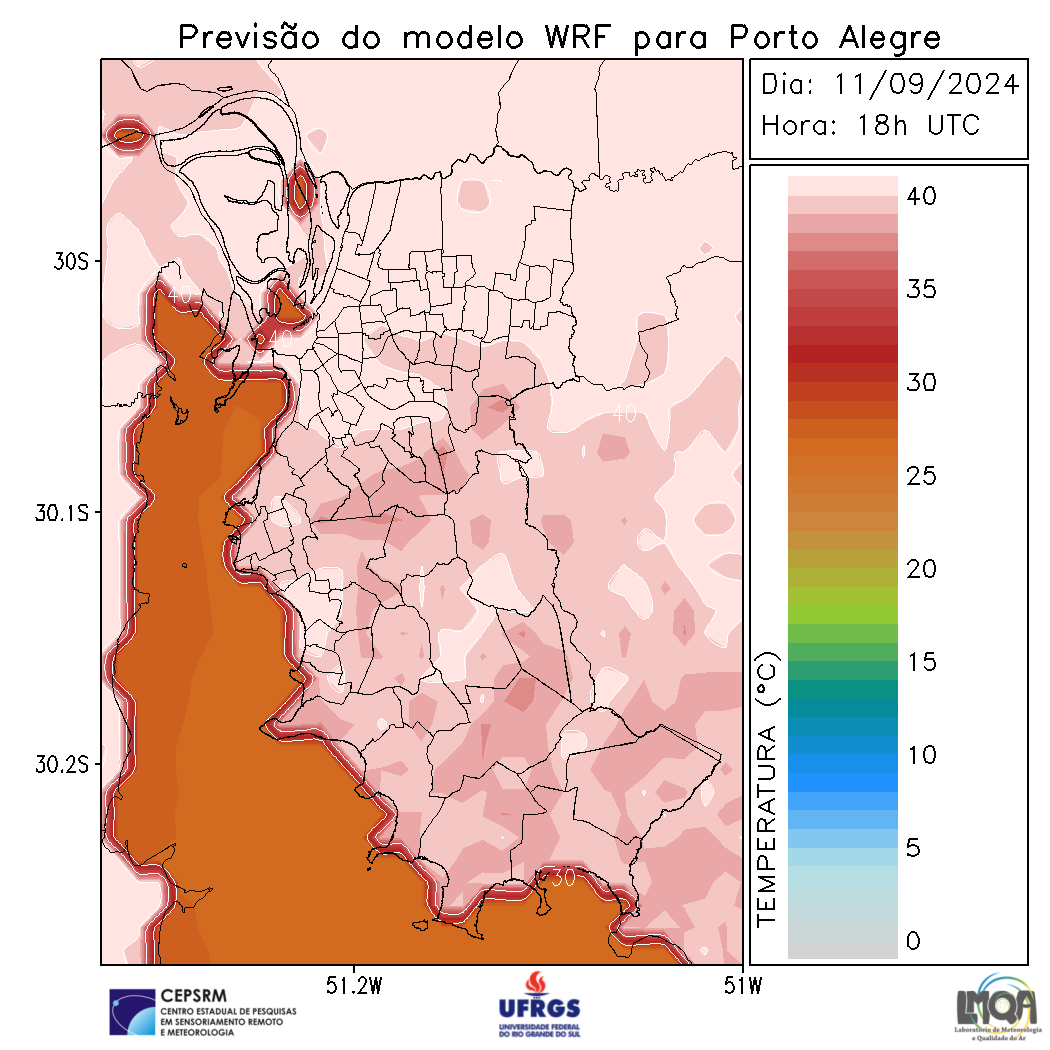 Previsão do modelo WRF para Porto Alegre
Dia: 11/09/2024
Hora: 18h UTC
40
35
30
25
20
15
10
5
0
TEMPERATURA (°C)
30S
30.1S
30.2S
51.2W
51W
40
40
40
30
CEPSRM
CENTRO ESTADUAL DE PESQUISAS
EM SENSORIAMENTO REMOTO
E METEOROLOGIA
UFRGS
UNIVERSIDADE FEDERAL
DO RIO GRANDE DO SUL
LMQA
Laboratório de Meteorologia
e Qualidade do Ar